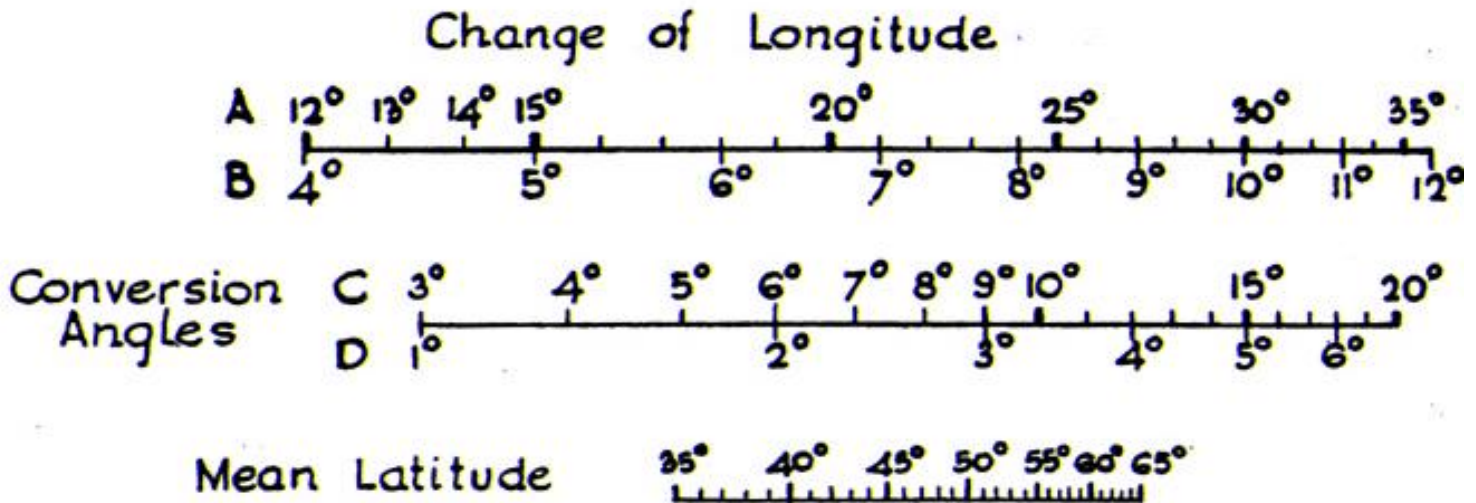 Change of Longitude
A 12° 13° 14° 15° 20° 25° 30° 35°
B 4° 5° 6° 7° 8° 9° 10° 11° 12°
Conversion Angles
C 3° 4° 5° 6° 7° 8° 9° 10° 15° 20°
D 1° 2° 3° 4° 5° 6°
Mean Latitude 35° 40° 45° 50° 55° 60° 65°